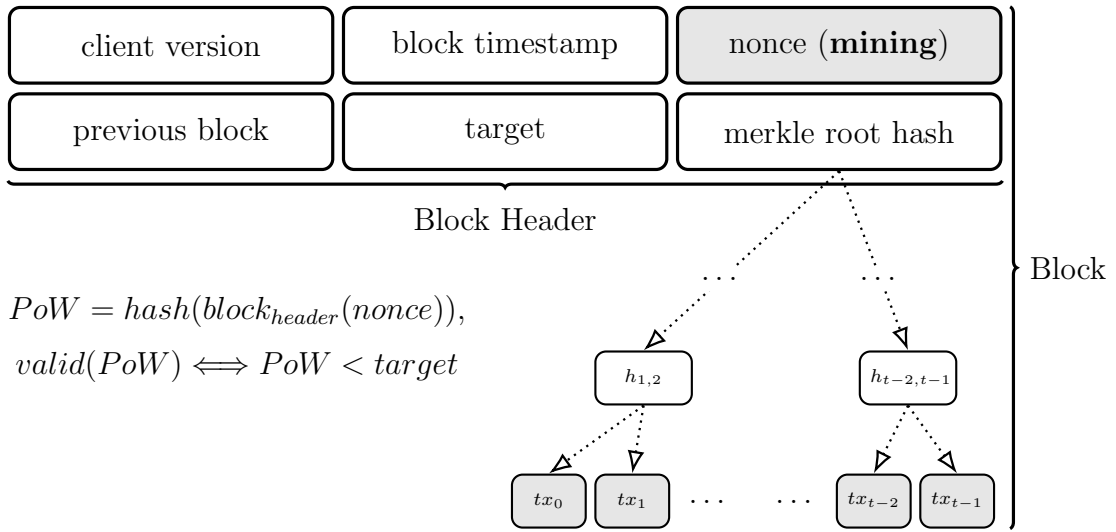 client version block timestamp nonce (mining)
previous block target merkle root hash
Block Header
Block
... ...
PoW = hash(block_header(nonce)),
valid(PoW) ⟺ PoW < target
h_{1,2} h_{t−2,t−1}
tx_0 tx_1 ... ... tx_{t−2} tx_{t−1}